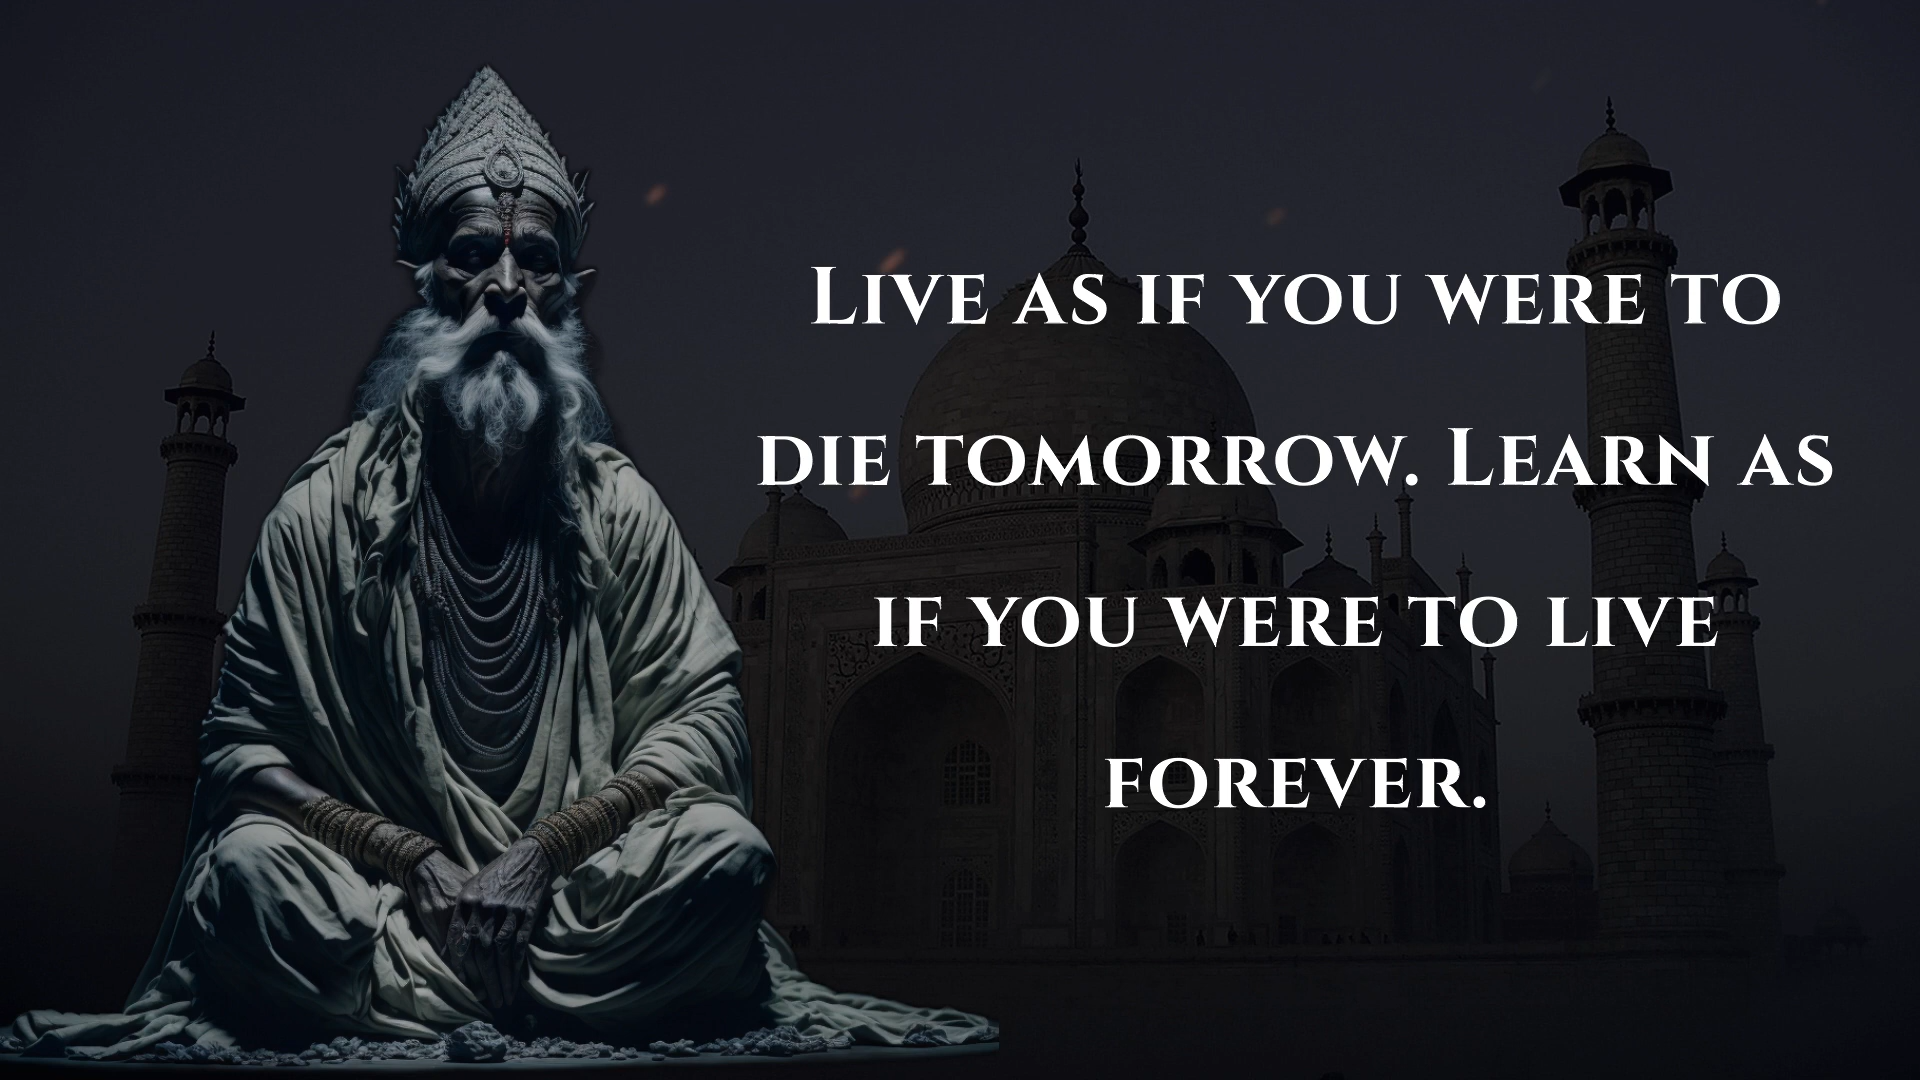 Live as if you were to
die tomorrow. Learn as
if you were to live
forever.